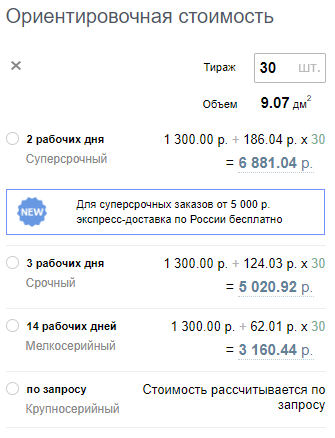 Ориентировочная стоимость
× Тираж 30 шт.
Объем 9.07 дм2
2 рабочих дня 1 300.00 р. + 186.04 р. x 30
Суперсрочный = 6 881.04 р.
NEW Для суперсрочных заказов от 5 000 р.
экспресс-доставка по России бесплатно
3 рабочих дня 1 300.00 р. + 124.03 р. x 30
Срочный = 5 020.92 р.
14 рабочих дней 1 300.00 р. + 62.01 р. x 30
Мелкосерийный = 3 160.44 р.
по запросу Стоимость рассчитывается по
Крупносерийный запросу